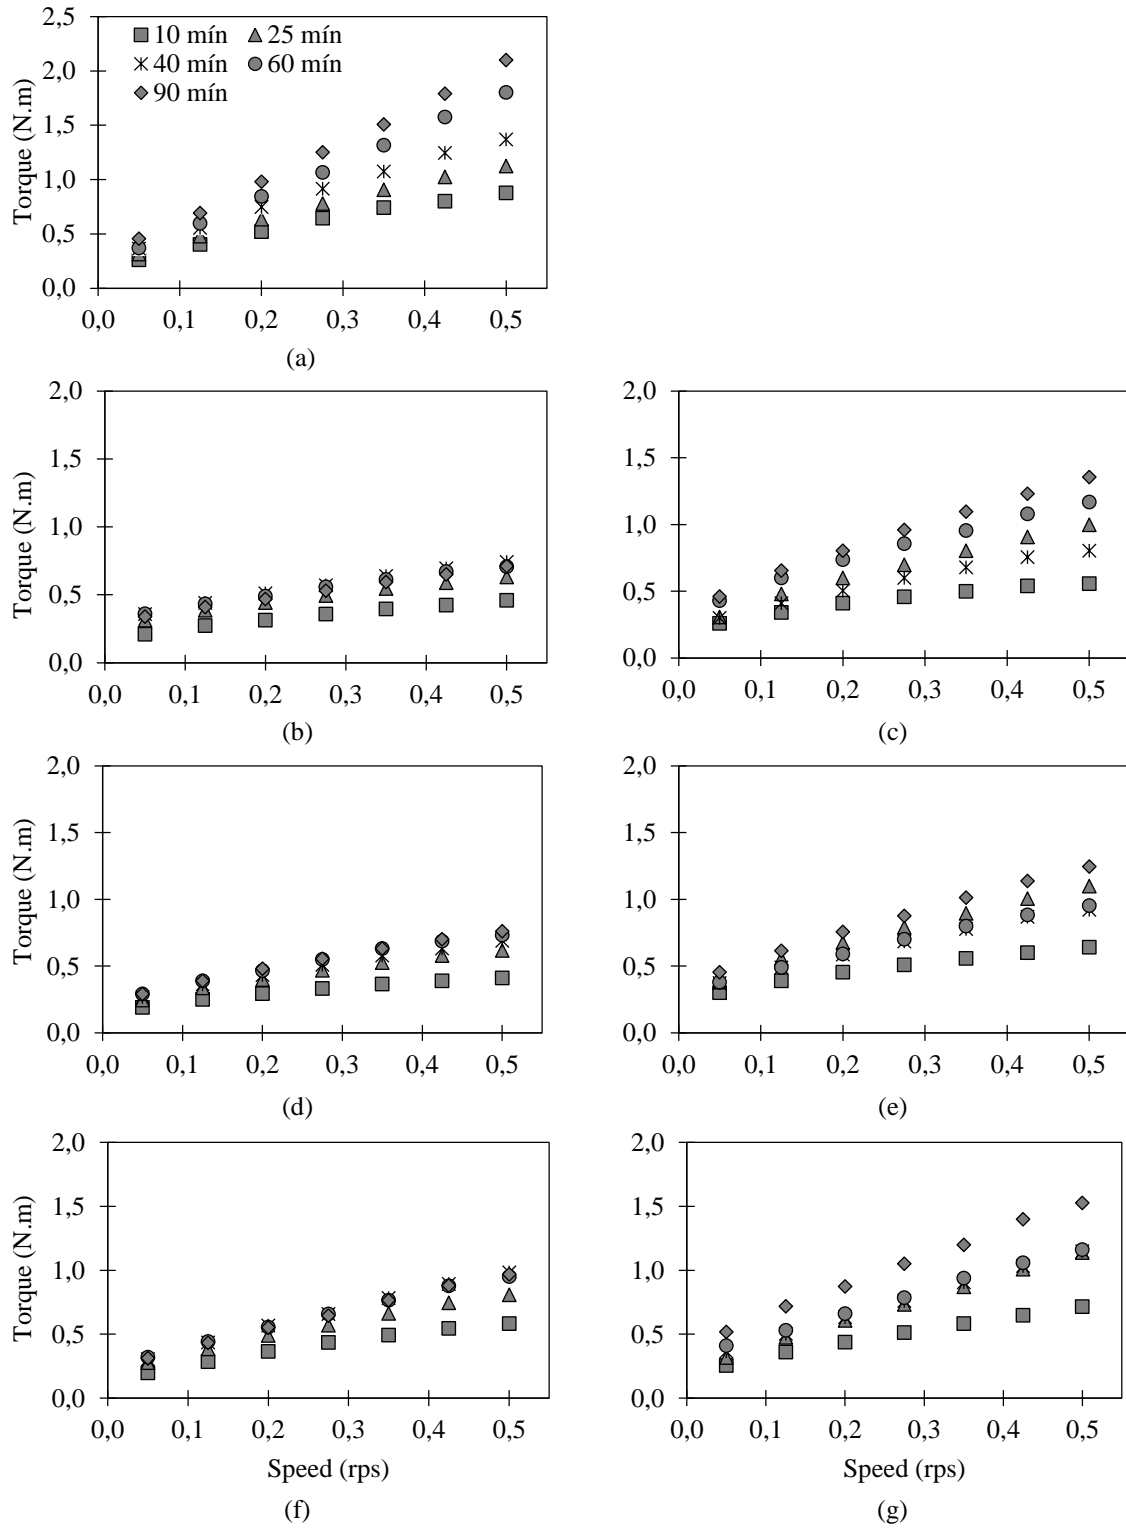 2,5
2,0
1,5
1,0
0,5
0,0
Torque (N.m)
10 mín 25 mín
40 mín 60 mín
90 mín
0,0 0,1 0,2 0,3 0,4 0,5
(a)
2,0
1,5
1,0
0,5
0,0
Torque (N.m)
0,0 0,1 0,2 0,3 0,4 0,5
(b)
2,0
1,5
1,0
0,5
0,0
0,0 0,1 0,2 0,3 0,4 0,5
(c)
2,0
1,5
1,0
0,5
0,0
Torque (N.m)
0,0 0,1 0,2 0,3 0,4 0,5
(d)
2,0
1,5
1,0
0,5
0,0
0,0 0,1 0,2 0,3 0,4 0,5
(e)
2,0
1,5
1,0
0,5
0,0
Torque (N.m)
0,0 0,1 0,2 0,3 0,4 0,5
Speed (rps)
(f)
2,0
1,5
1,0
0,5
0,0
0,0 0,1 0,2 0,3 0,4 0,5
Speed (rps)
(g)